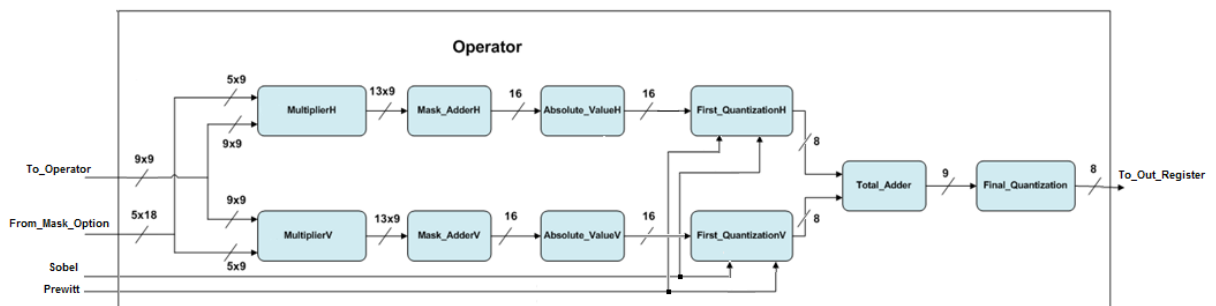 Operator
5x9
13x9
16
16
MultiplierH
Mask_AdderH
Absolute_ValueH
First_QuantizationH
9x9
8
To_Operator
9x9
9
8
To_Out_Register
Total_Adder
Final_Quantization
From_Mask_Option
5x18
9x9
13x9
16
16
8
MultiplierV
Mask_AdderV
Absolute_ValueV
First_QuantizationV
5x9
Sobel
Prewitt